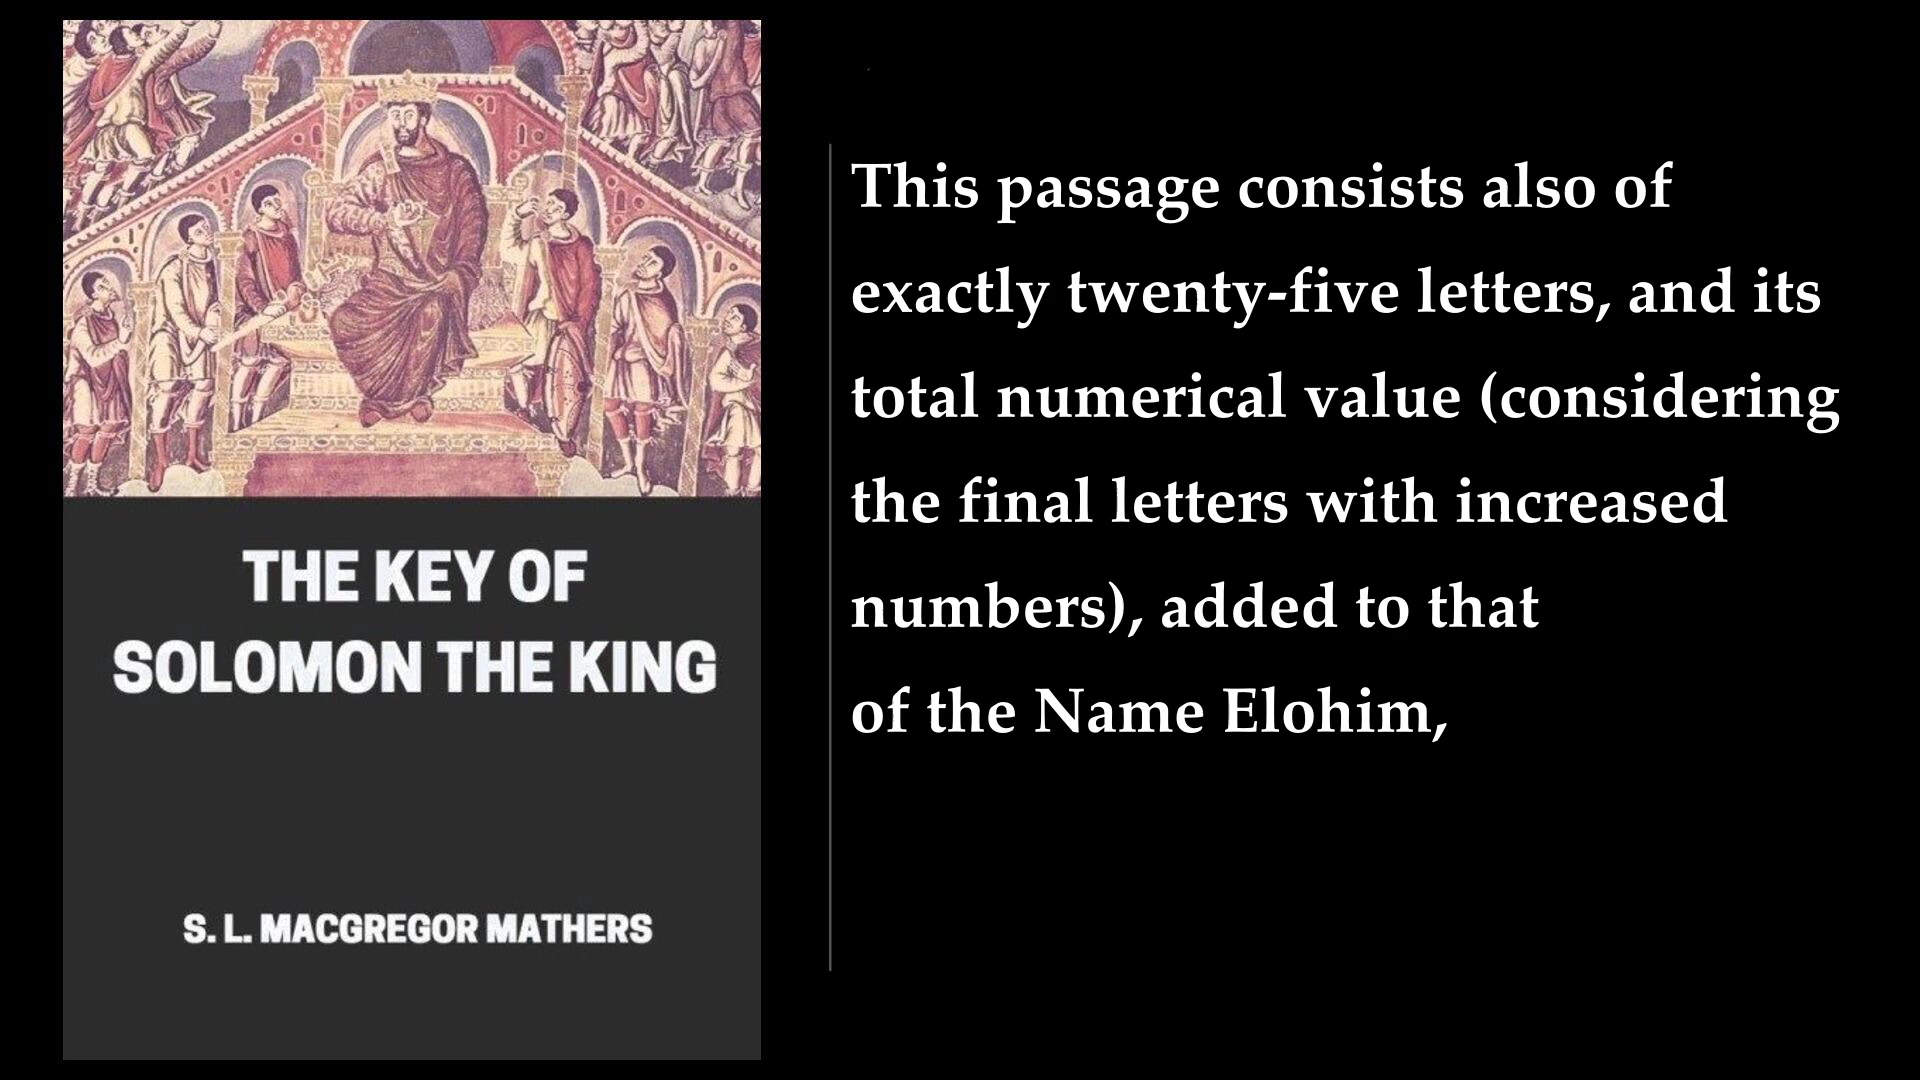 THE KEY OF
SOLOMON THE KING
S. L. MACGREGOR MATHERS
This passage consists also of
exactly twenty-five letters, and its
total numerical value (considering
the final letters with increased
numbers), added to that
of the Name Elohim,